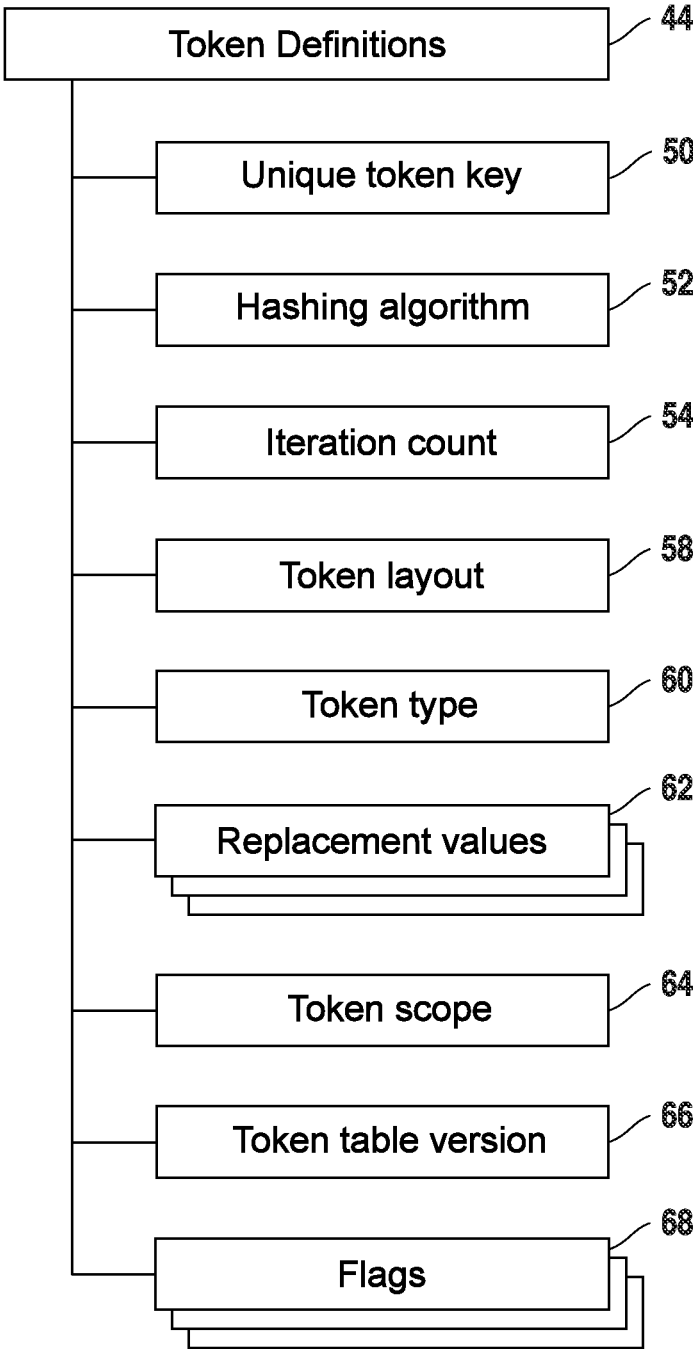 Token Definitions
44
Unique token key
50
Hashing algorithm
52
Iteration count
54
Token layout
58
Token type
60
Replacement values
62
Token scope
64
Token table version
66
Flags
68